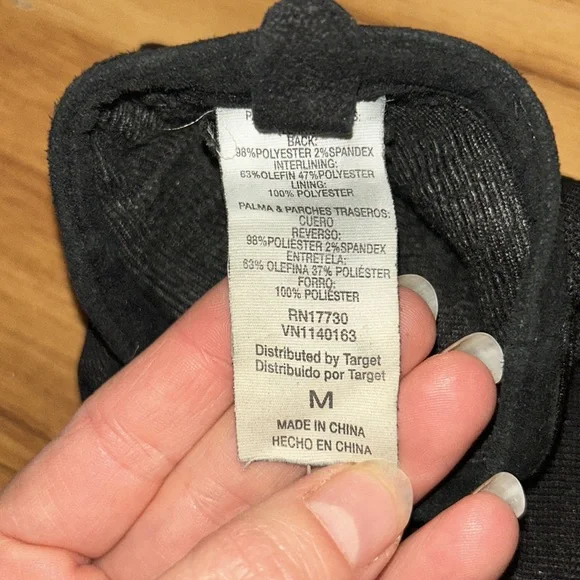 BACK:
98%POLYESTER 2%SPANDEX
INTERLINING:
63%OLEFIN 47%POLYESTER
LINING:
100% POLYESTER
PALMA & PARCHES TRASEROS:
CUERO
REVERSO:
98%POLIÉSTER 2%SPANDEX
ENTRETELA:
63% OLEFINA 37% POLIÉSTER
FORRO:
100% POLIÉSTER
RN17730
VN1140163
Distributed by Target
Distribuido por Target
M
MADE IN CHINA
HECHO EN CHINA